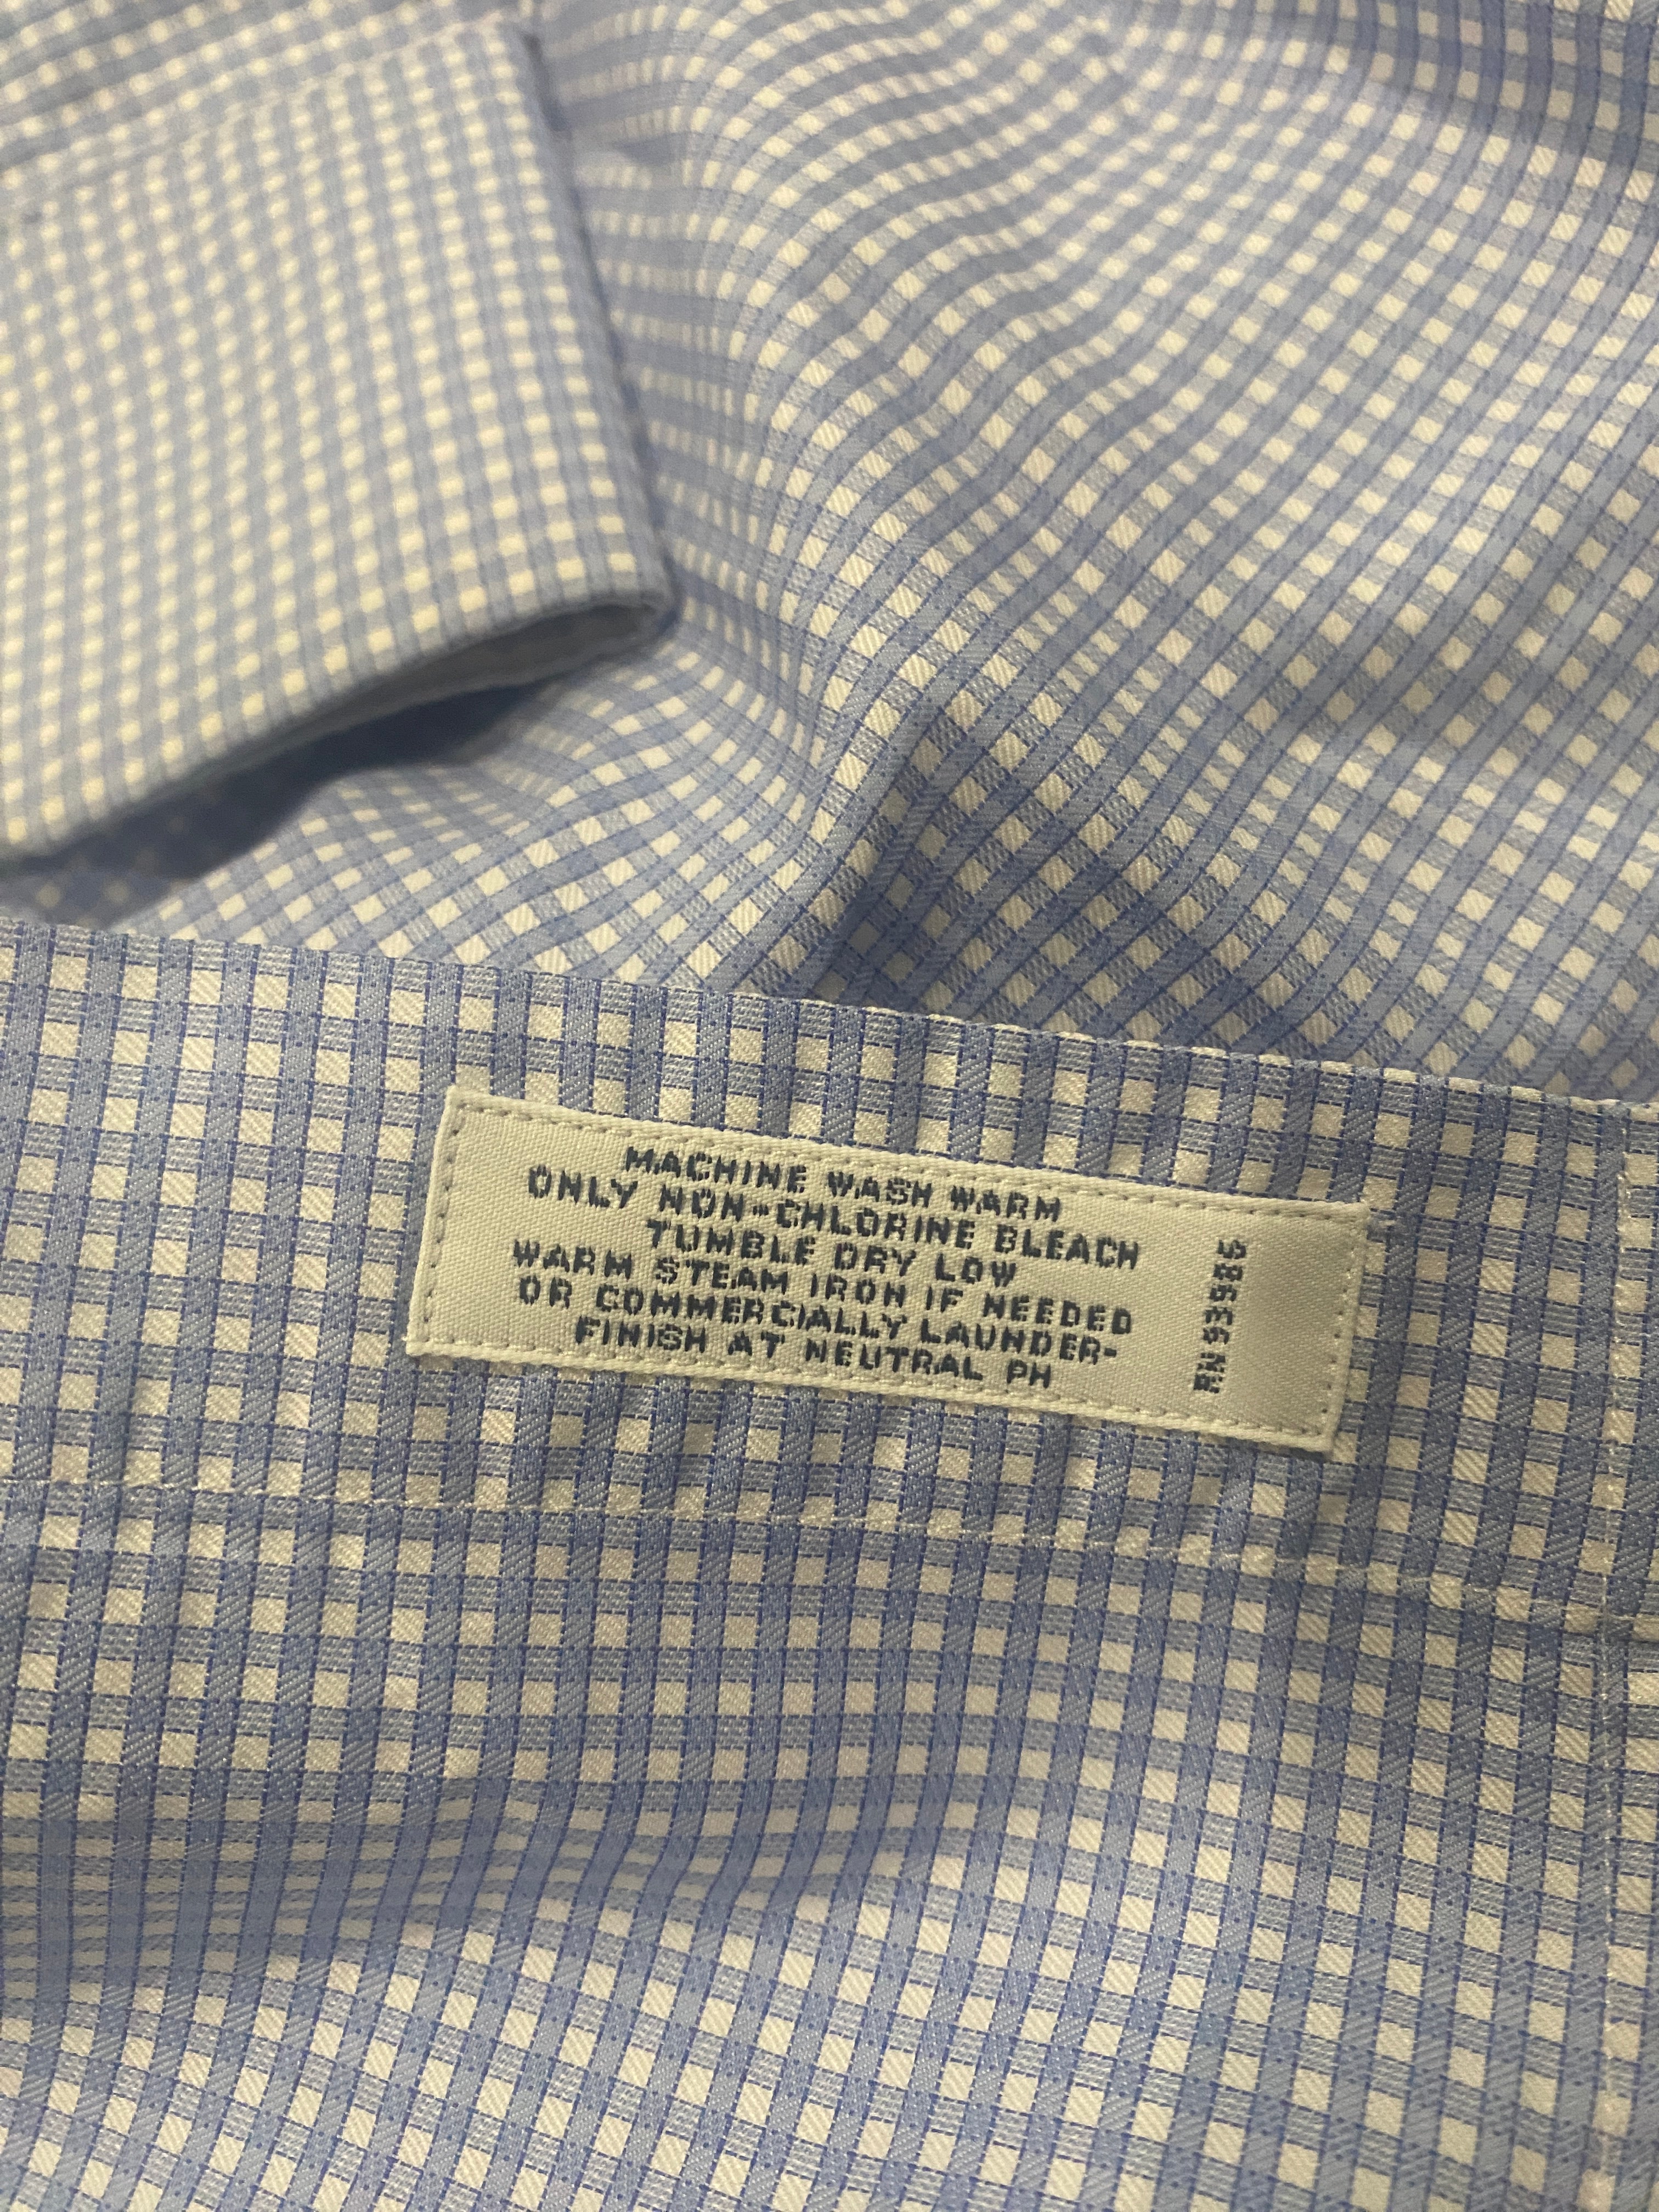 MACHINE WASH WARM
ONLY NON-CHLORINE BLEACH
TUMBLE DRY LOW
WARM STEAM IRON IF NEEDED
OR COMMERCIALLY LAUNDER-
FINISH AT NEUTRAL PH
RN 93985